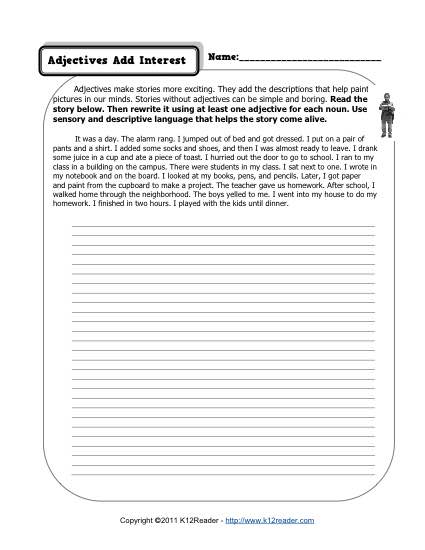 Adjectives Add Interest
Name:___________________________
Adjectives make stories more exciting. They add the descriptions that help paint
pictures in our minds. Stories without adjectives can be simple and boring. Read the
story below. Then rewrite it using at least one adjective for each noun. Use
sensory and descriptive language that helps the story come alive.
It was a day. The alarm rang. I jumped out of bed and got dressed. I put on a pair of
pants and a shirt. I added some socks and shoes, and then I was almost ready to leave. I drank
some juice in a cup and ate a piece of toast. I hurried out the door to go to school. I ran to my
class in a building on the campus. There were students in my class. I sat next to one. I wrote in
my notebook and on the board. I looked at my books, pens, and pencils. Later, I got paper
and paint from the cupboard to make a project. The teacher gave us homework. After school, I
walked home through the neighborhood. The boys yelled to me. I went into my house to do my
homework. I finished in two hours. I played with the kids until dinner.
Copyright ©2011 K12Reader - http://www.k12reader.com